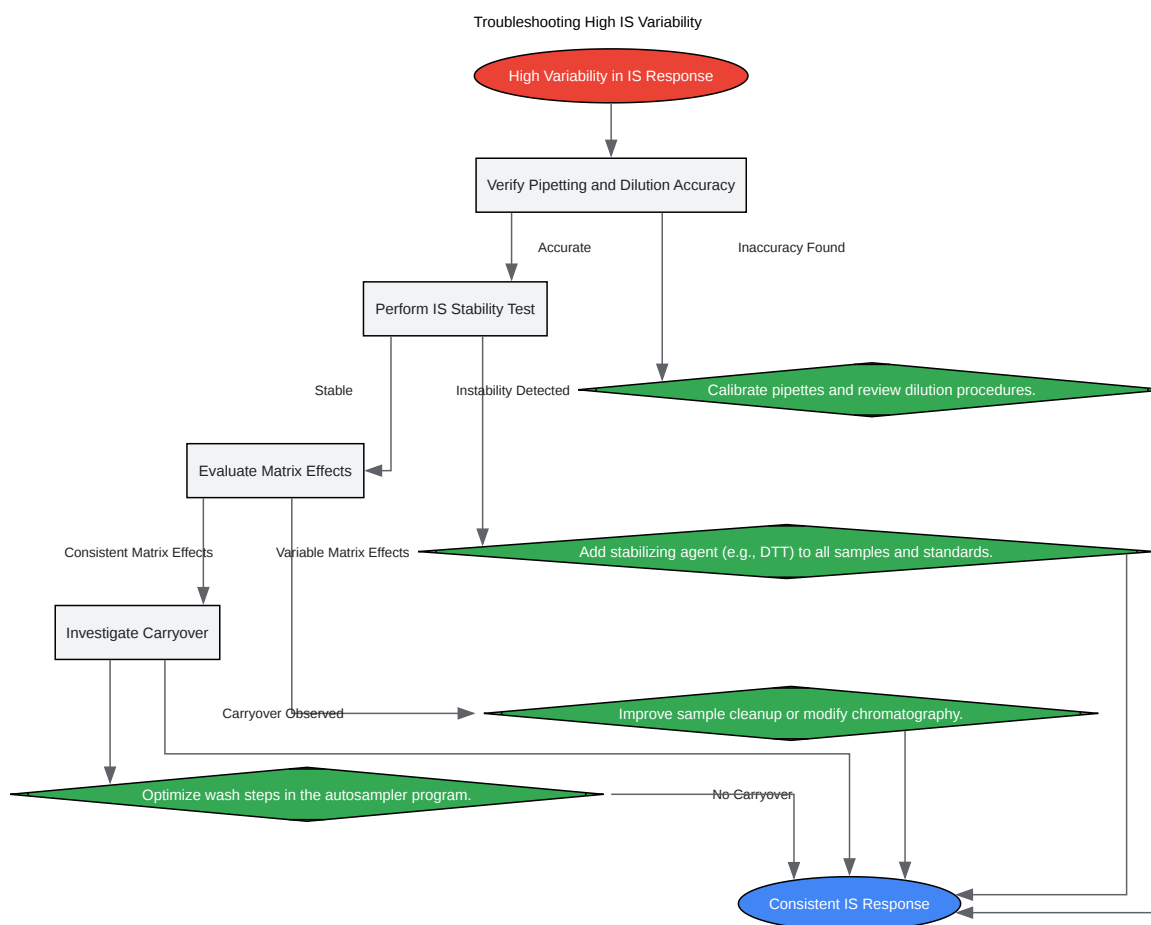 Troubleshooting High IS Variability
High Variability in IS Response
Verify Pipetting and Dilution Accuracy
Accurate
Inaccuracy Found
Perform IS Stability Test
Stable
Instability Detected
Calibrate pipettes and review dilution procedures.
Evaluate Matrix Effects
Consistent Matrix Effects
Variable Matrix Effects
Add stabilizing agent (e.g., DTT) to all samples and standards.
Investigate Carryover
Carryover Observed
Improve sample cleanup or modify chromatography.
Optimize wash steps in the autosampler program.
No Carryover
Consistent IS Response